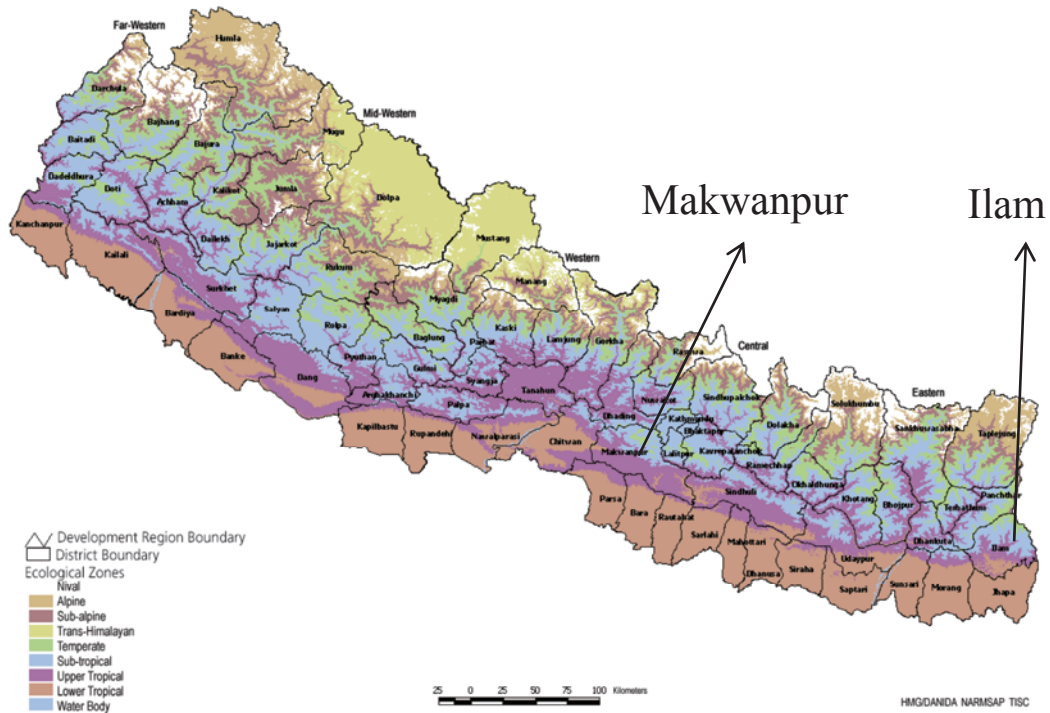 Far-Western
Humla
Darchula
Bajhang
Mugu
Mid-Western
Baitadi
Bajura
Dadeldhura
Doti
Kalikot
Jumla
Dolpa
Makwanpur
Ilam
Achham
Mustang
Kanchanpur
Dailekh
Jajarkot
Kailali
Western
Rukum
Manang
Surkhet
Myagdi
Salyan
Bardiya
Rolpa
Kaski
Baglung
Parbat
Lamjung
Gorkha
Central
Rasuwa
Banke
Pyuthan
Gulmi
Dang
Syangja
Tanahun
Nuwakot
Sindhupalchok
Eastern
Solukhumbu
Arghakhanchi
Palpa
Dhading
Kathmandu
Bhaktapur
Dolakha
Sankhuwasabha
Taplejung
Kapilbastu
Rupandehi
Nawalparasi
Chitwan
Makwanpur
Lalitpur
Kavrepalanchok
Ramechhap
Okhaldhunga
Khotang
Bhojpur
Terhathum
Panchthar
Parsa
Bara
Rautahat
Sindhuli
Sarlahi
Mahottari
Dhanusa
Siraha
Udaypur
Saptari
Dhankuta
Ilam
Sunsari
Morang
Jhapa
Development Region Boundary
District Boundary
Ecological Zones
Nival
Alpine
Sub-alpine
Trans-Himalayan
Temperate
Sub-tropical
Upper Tropical
Lower Tropical
Water Body
25 0 25 50 75 100 Kilometers
HMG/DANIDA NARMSAP TISC